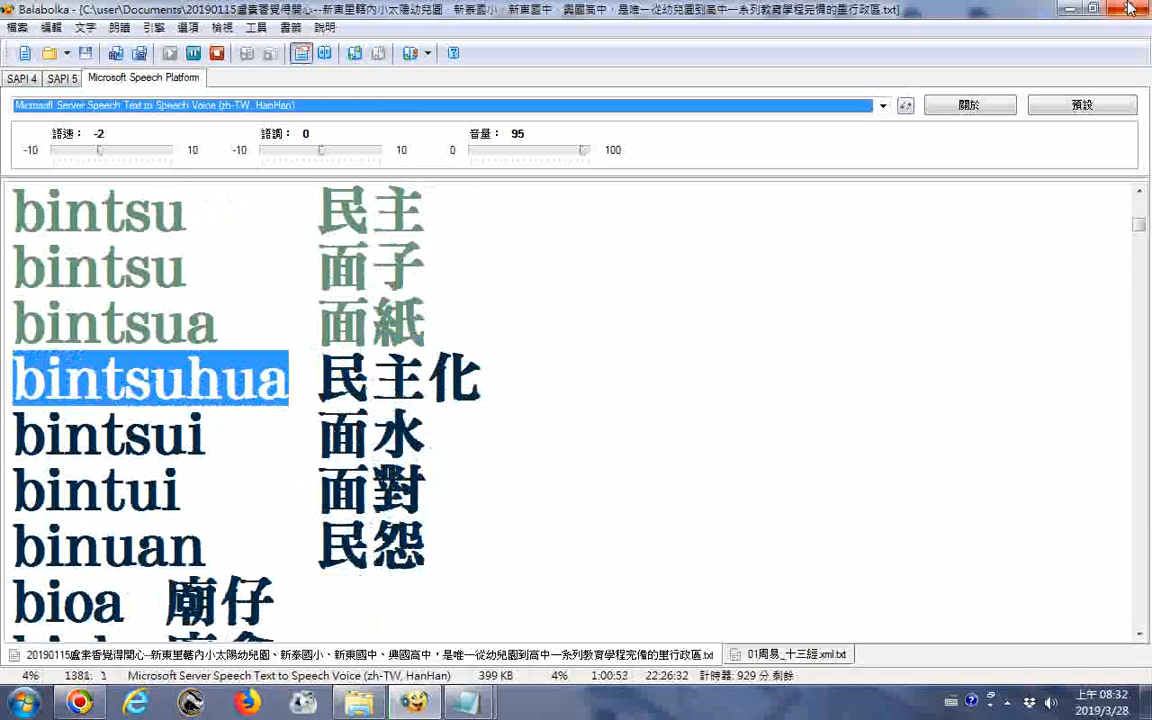 Balabolka - [C:\user\Documents\20190115盧素香覺得開心--新東里轄內小太陽幼兒園、新泰國小、新東國中、興國高中，是唯一從幼兒園到高中一系列教育學程完備的里行政區.txt]
檔案 編輯 文字 朗讀 引擎 選項 檢視 工具 書籤 說明
SAPI 4 SAPI 5 Microsoft Speech Platform
Microsoft Server Speech Text to Speech Voice (zh-TW, HanHan) 關於 預設
語速： -2 語調： 0 音量： 95
-10 10 -10 10 0 100
bintsu 民主
bintsu 面子
bintsua 面紙
bintsuhua 民主化
bintsui 面水
bintui 面對
binuan 民怨
bioa 廟仔
20190115盧素香覺得開心--新東里轄內小太陽幼兒園、新泰國小、新東國中、興國高中，是唯一從幼兒園到高中一系列教育學程完備的里行政區.txt 01周易_十三經.xml.txt
4% 1381: 1 Microsoft Server Speech Text to Speech Voice (zh-TW, HanHan) 399 KB 4% 1:00:53 22:26:32 計時器: 929 分 剩餘
上午 08:32
2019/3/28